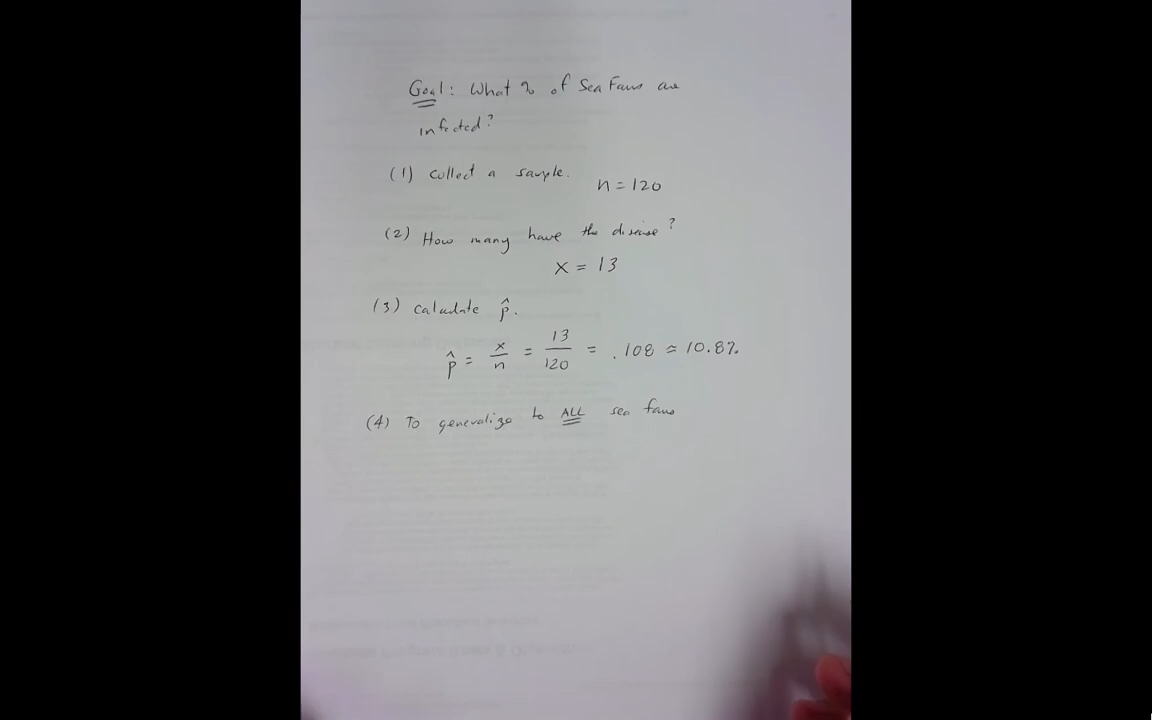 Goal: What % of Sea Fans are
infected?
(1) collect a sample. n = 120
(2) How many have the disease?
x = 13
(3) calculate p̂.
p̂ = x/n = 13/120 = .108 ≈ 10.8%
(4) To generalize to ALL sea fans